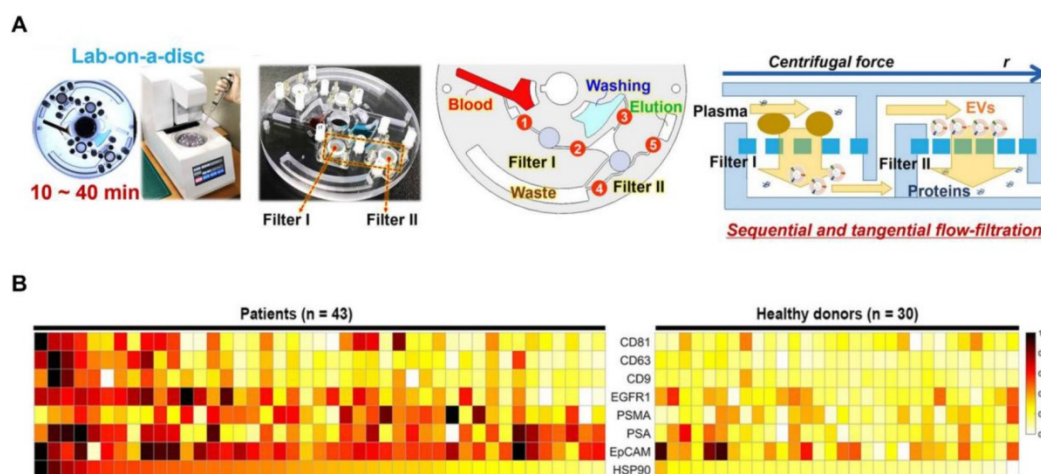 A
Lab-on-a-disc
10 ~ 40 min
Filter I
Filter II
Blood
Washing
Elution
1
2
3
4
5
Filter I
Filter II
Waste
Centrifugal force
r
Plasma
EVs
Filter I
Filter II
Proteins
Sequential and tangential flow-filtration
B
Patients (n = 43)
Healthy donors (n = 30)
CD81
CD63
CD9
EGFR1
PSMA
PSA
EpCAM
HSP90